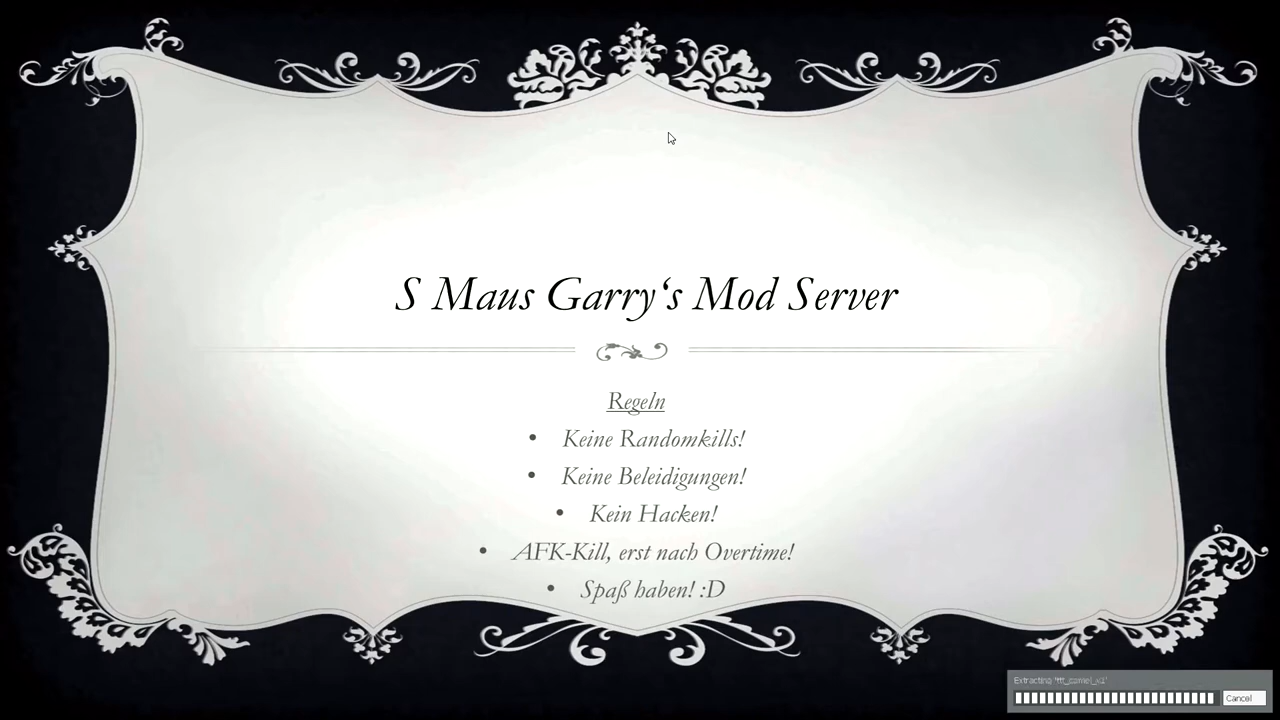 S Maus Garry‘s Mod Server
Regeln
• Keine Randomkills!
• Keine Beleidigungen!
• Kein Hacken!
• AFK-Kill, erst nach Overtime!
• Spaß haben! :D
Extracting
Cancel